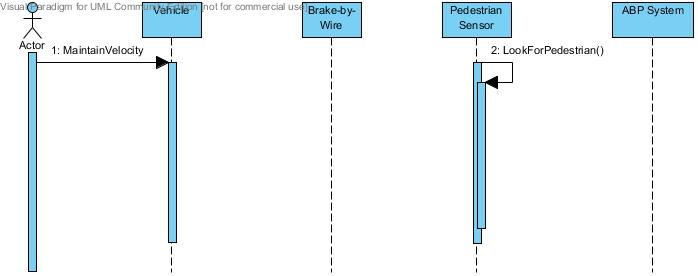 Visual Paradigm for UML Community Edition [not for commercial use]
Vehicle
Brake-by-
Wire
Pedestrian
Sensor
ABP System
Actor
1: MaintainVelocity
2: LookForPedestrian()